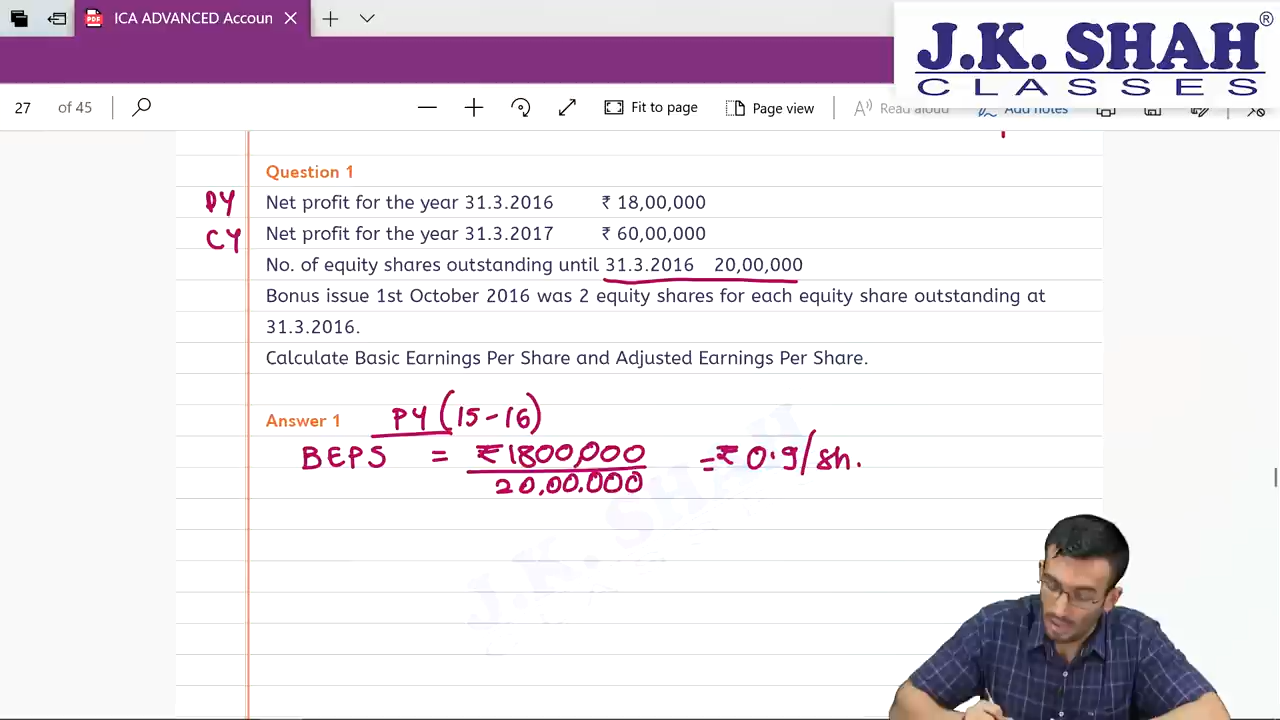 ICA ADVANCED Accoun
J.K. SHAH®
CLASSES
27 of 45
Fit to page
Page view
Read aloud
Add notes
Question 1
PY Net profit for the year 31.3.2016 ₹ 18,00,000
CY Net profit for the year 31.3.2017 ₹ 60,00,000
No. of equity shares outstanding until 31.3.2016 20,00,000
Bonus issue 1st October 2016 was 2 equity shares for each equity share outstanding at
31.3.2016.
Calculate Basic Earnings Per Share and Adjusted Earnings Per Share.
Answer 1 PY (15-16)
BEPS = ₹1800,000 = ₹ 0.9/sh.
20,00.000
J.K. SHAH